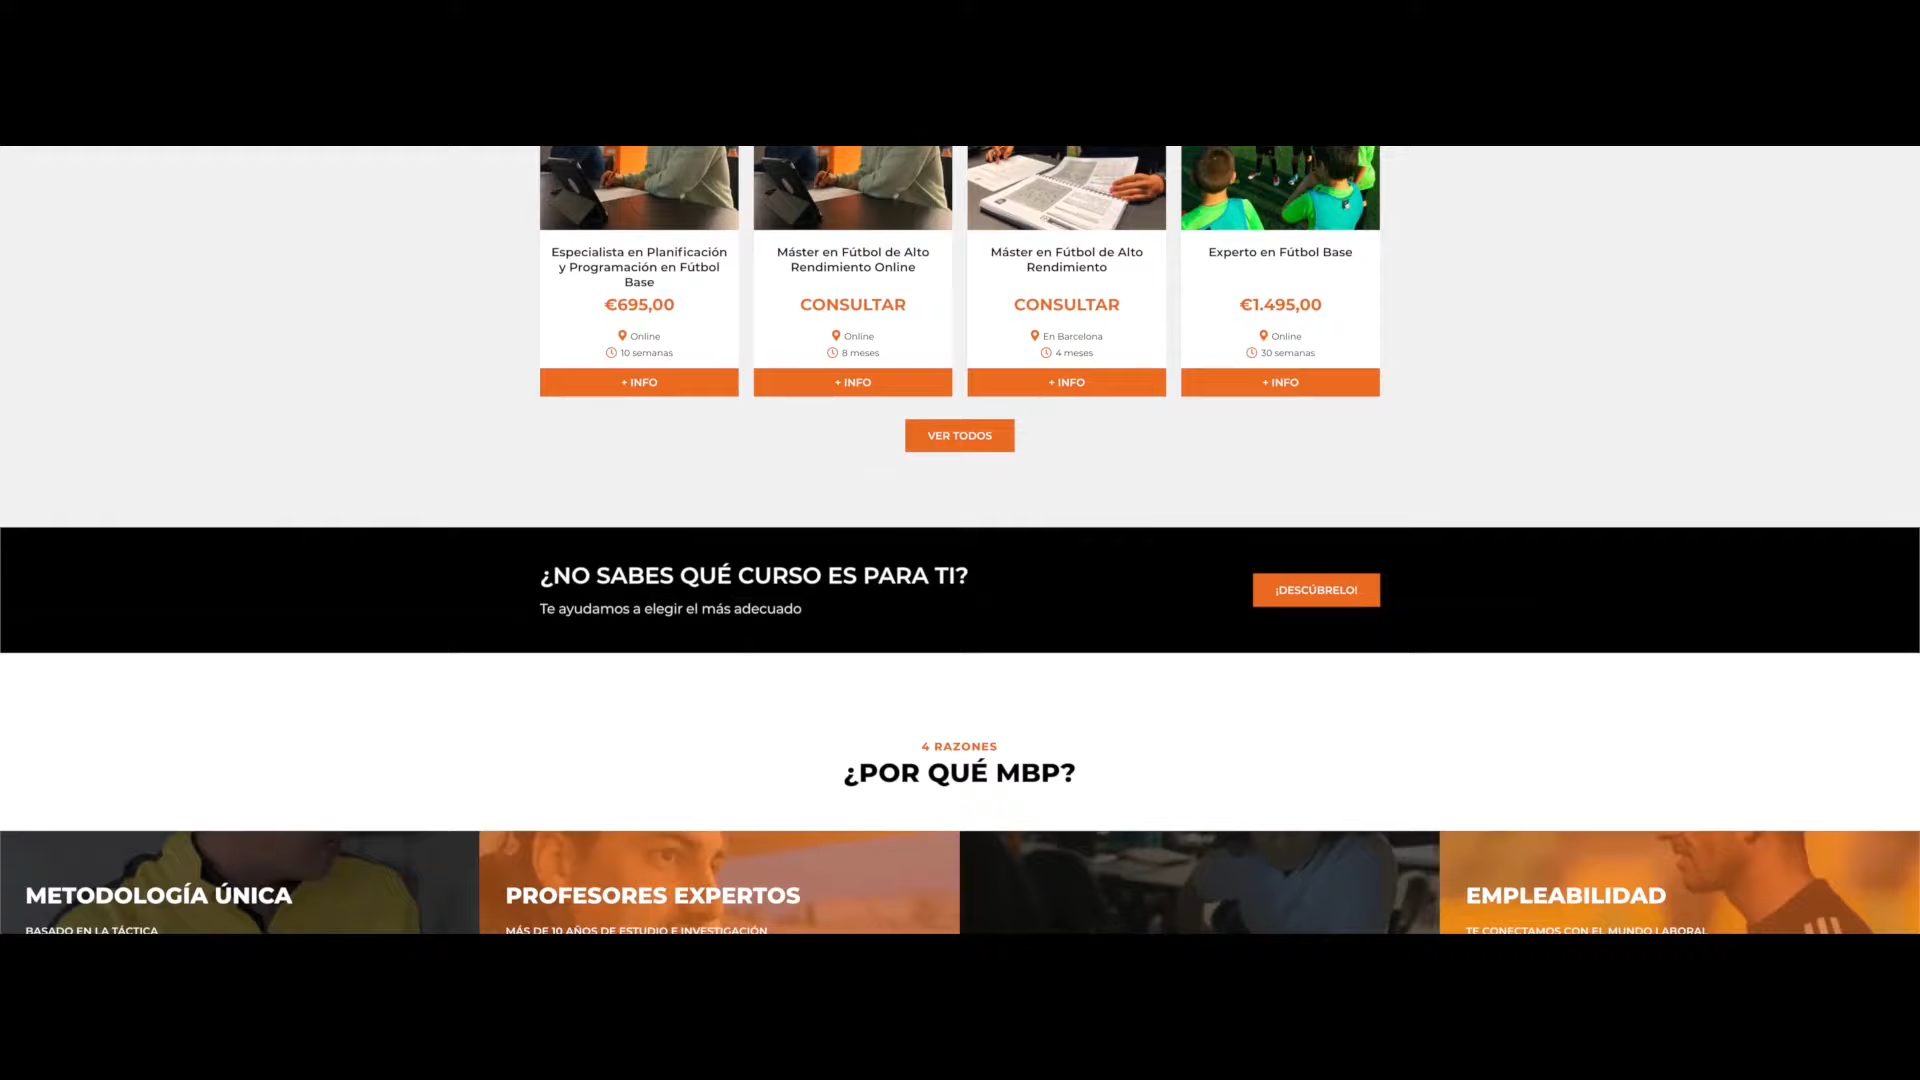 Especialista en Planificación
y Programación en Fútbol
Base
€695,00
Online
10 semanas
+ INFO
Máster en Fútbol de Alto
Rendimiento Online
CONSULTAR
Online
8 meses
+ INFO
Máster en Fútbol de Alto
Rendimiento
CONSULTAR
En Barcelona
4 meses
+ INFO
Experto en Fútbol Base
€1.495,00
Online
30 semanas
+ INFO
VER TODOS
¿NO SABES QUÉ CURSO ES PARA TI?
Te ayudamos a elegir el más adecuado
¡DESCÚBRELO!
4 RAZONES
¿POR QUÉ MBP?
METODOLOGÍA ÚNICA
BASADO EN LA TÁCTICA
PROFESORES EXPERTOS
MÁS DE 10 AÑOS DE ESTUDIO E INVESTIGACIÓN
EMPLEABILIDAD
TE CONECTAMOS CON EL MUNDO LABORAL